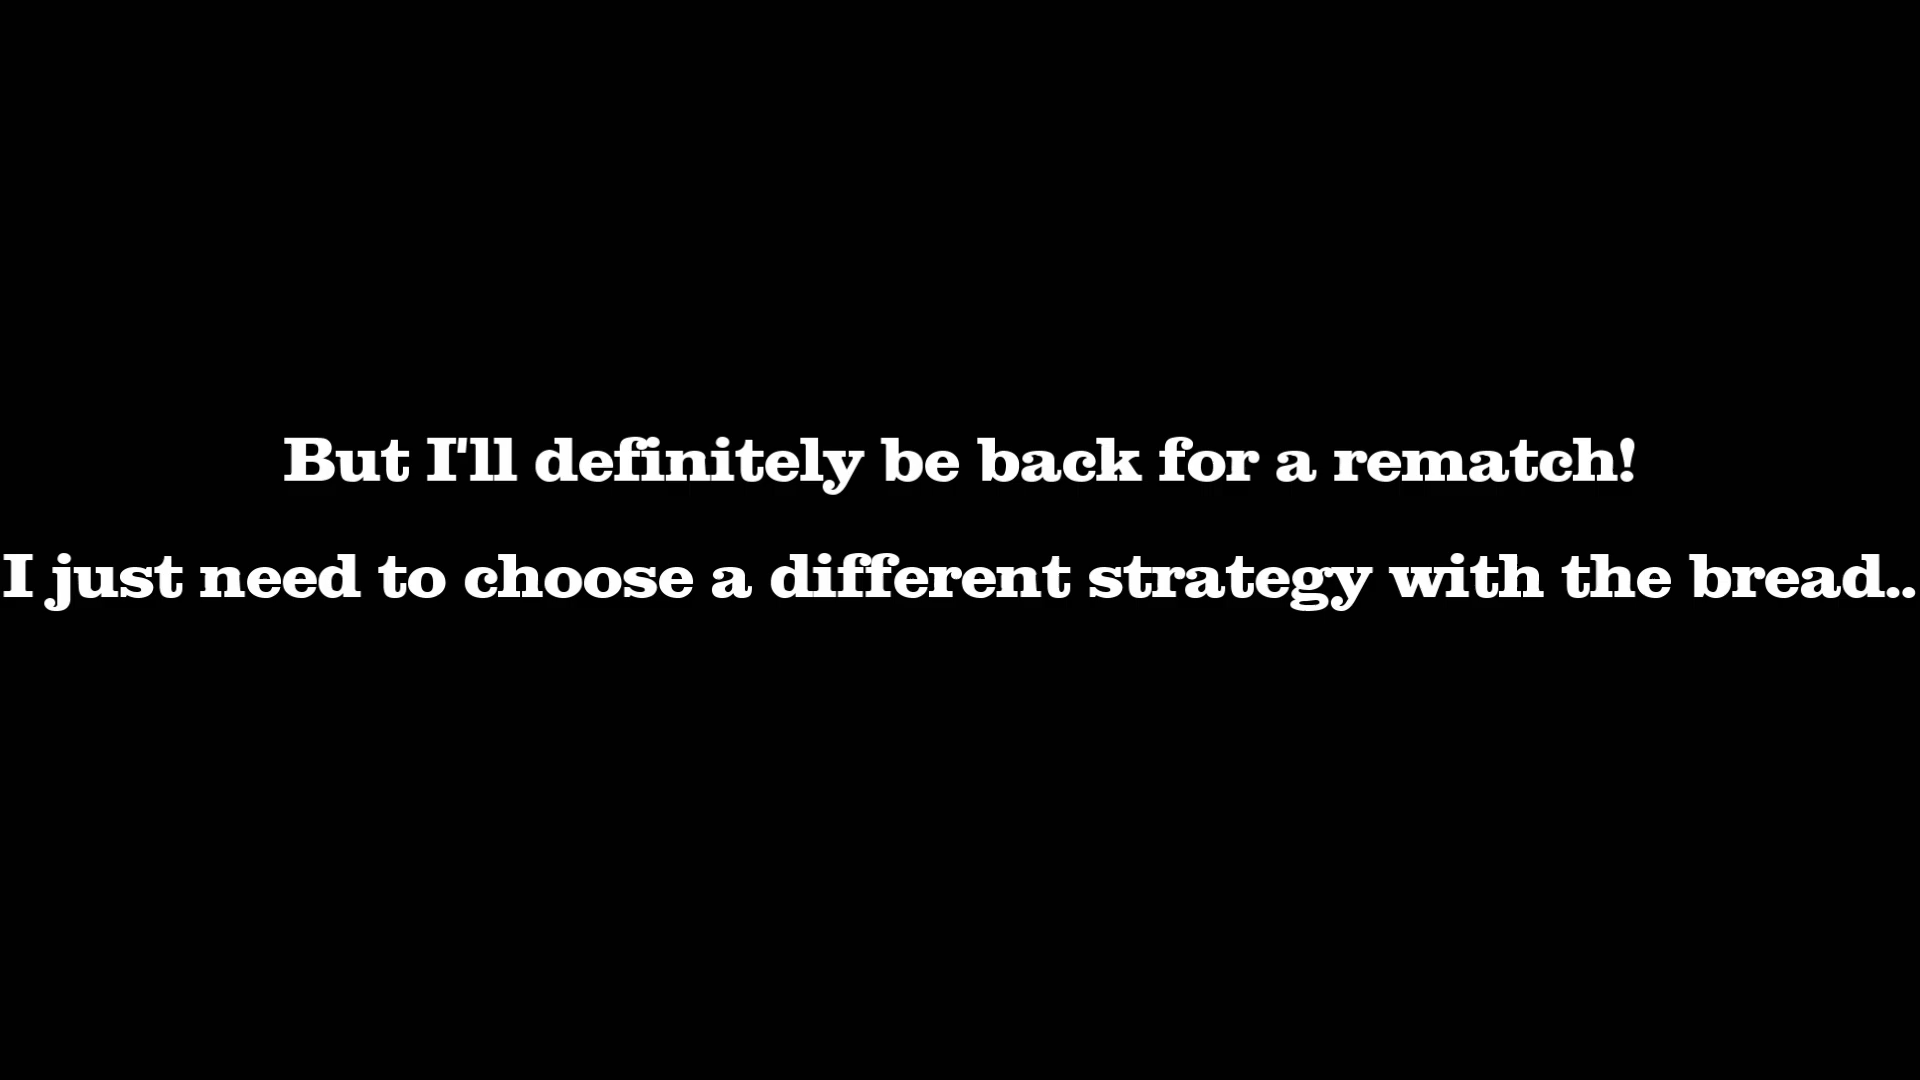 But I'll definitely be back for a rematch!
I just need to choose a different strategy with the bread..